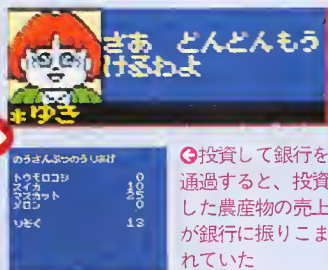 さあ どんどんもう
けるわよ
*ゆき
のうさんぶつのうりあげ
トウモロコシ 0
スイカ 10
マスカット 25
メロン 0
りそく 13
投資して銀行を
通過すると、投資
した農産物の売上
が銀行に振りこま
れていた